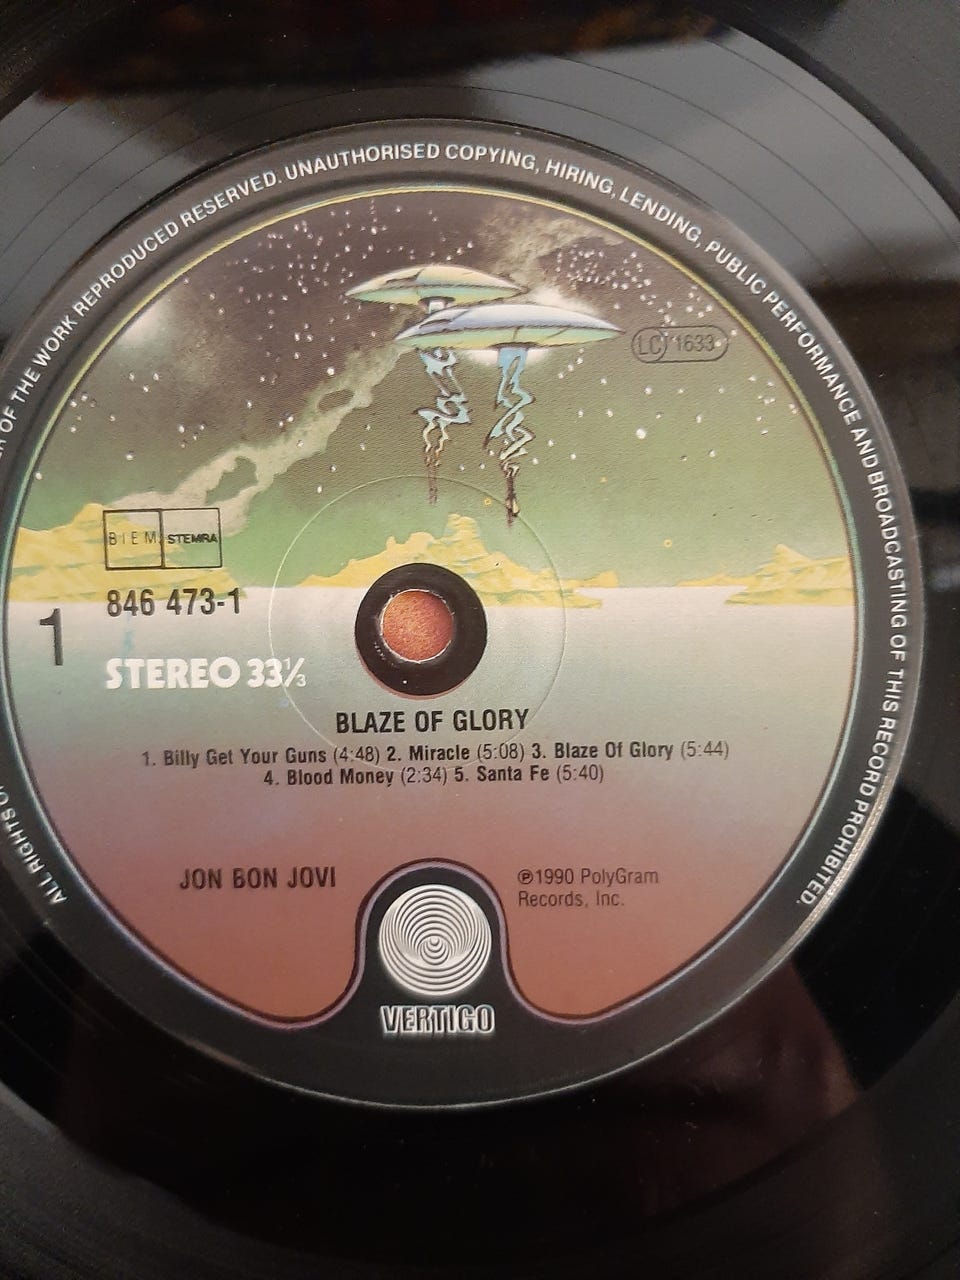 OF THE WORK REPRODUCED RESERVED. UNAUTHORISED COPYING, HIRING, LENDING, PUBLIC PERFORMANCE AND BROADCASTING OF THIS RECORD PROHIBITED.
LC 1633
BIEM STEMRA
846 473-1
1
STEREO 33⅓
BLAZE OF GLORY
1. Billy Get Your Guns (4:48) 2. Miracle (5:08) 3. Blaze Of Glory (5:44)
4. Blood Money (2:34) 5. Santa Fe (5:40)
JON BON JOVI
℗1990 PolyGram
Records, Inc.
VERTIGO
ALL RIGHTS